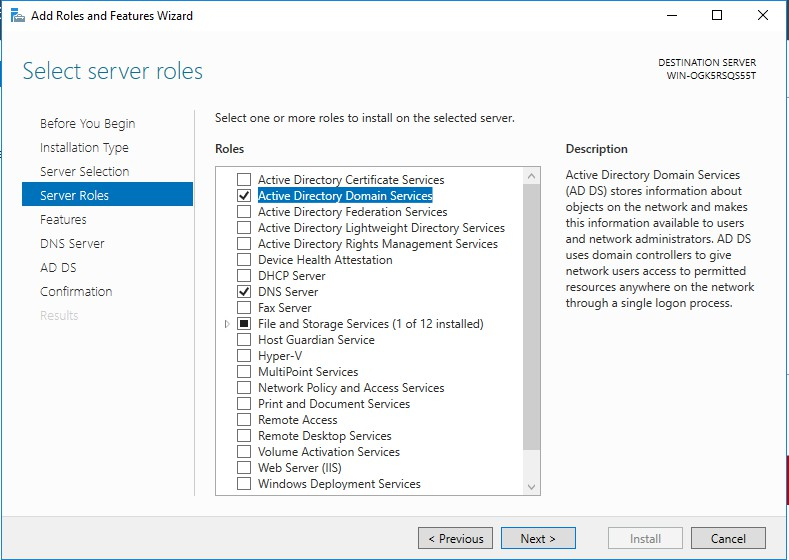 Add Roles and Features Wizard
Select server roles
DESTINATION SERVER
WIN-OGK5RSQS55T
Before You Begin
Installation Type
Server Selection
Server Roles
Features
DNS Server
AD DS
Confirmation
Results
Select one or more roles to install on the selected server.
Roles
Active Directory Certificate Services
Active Directory Domain Services
Active Directory Federation Services
Active Directory Lightweight Directory Services
Active Directory Rights Management Services
Device Health Attestation
DHCP Server
DNS Server
Fax Server
File and Storage Services (1 of 12 installed)
Host Guardian Service
Hyper-V
MultiPoint Services
Network Policy and Access Services
Print and Document Services
Remote Access
Remote Desktop Services
Volume Activation Services
Web Server (IIS)
Windows Deployment Services
Description
Active Directory Domain Services
(AD DS) stores information about
objects on the network and makes
this information available to users
and network administrators. AD DS
uses domain controllers to give
network users access to permitted
resources anywhere on the network
through a single logon process.
< Previous
Next >
Install
Cancel